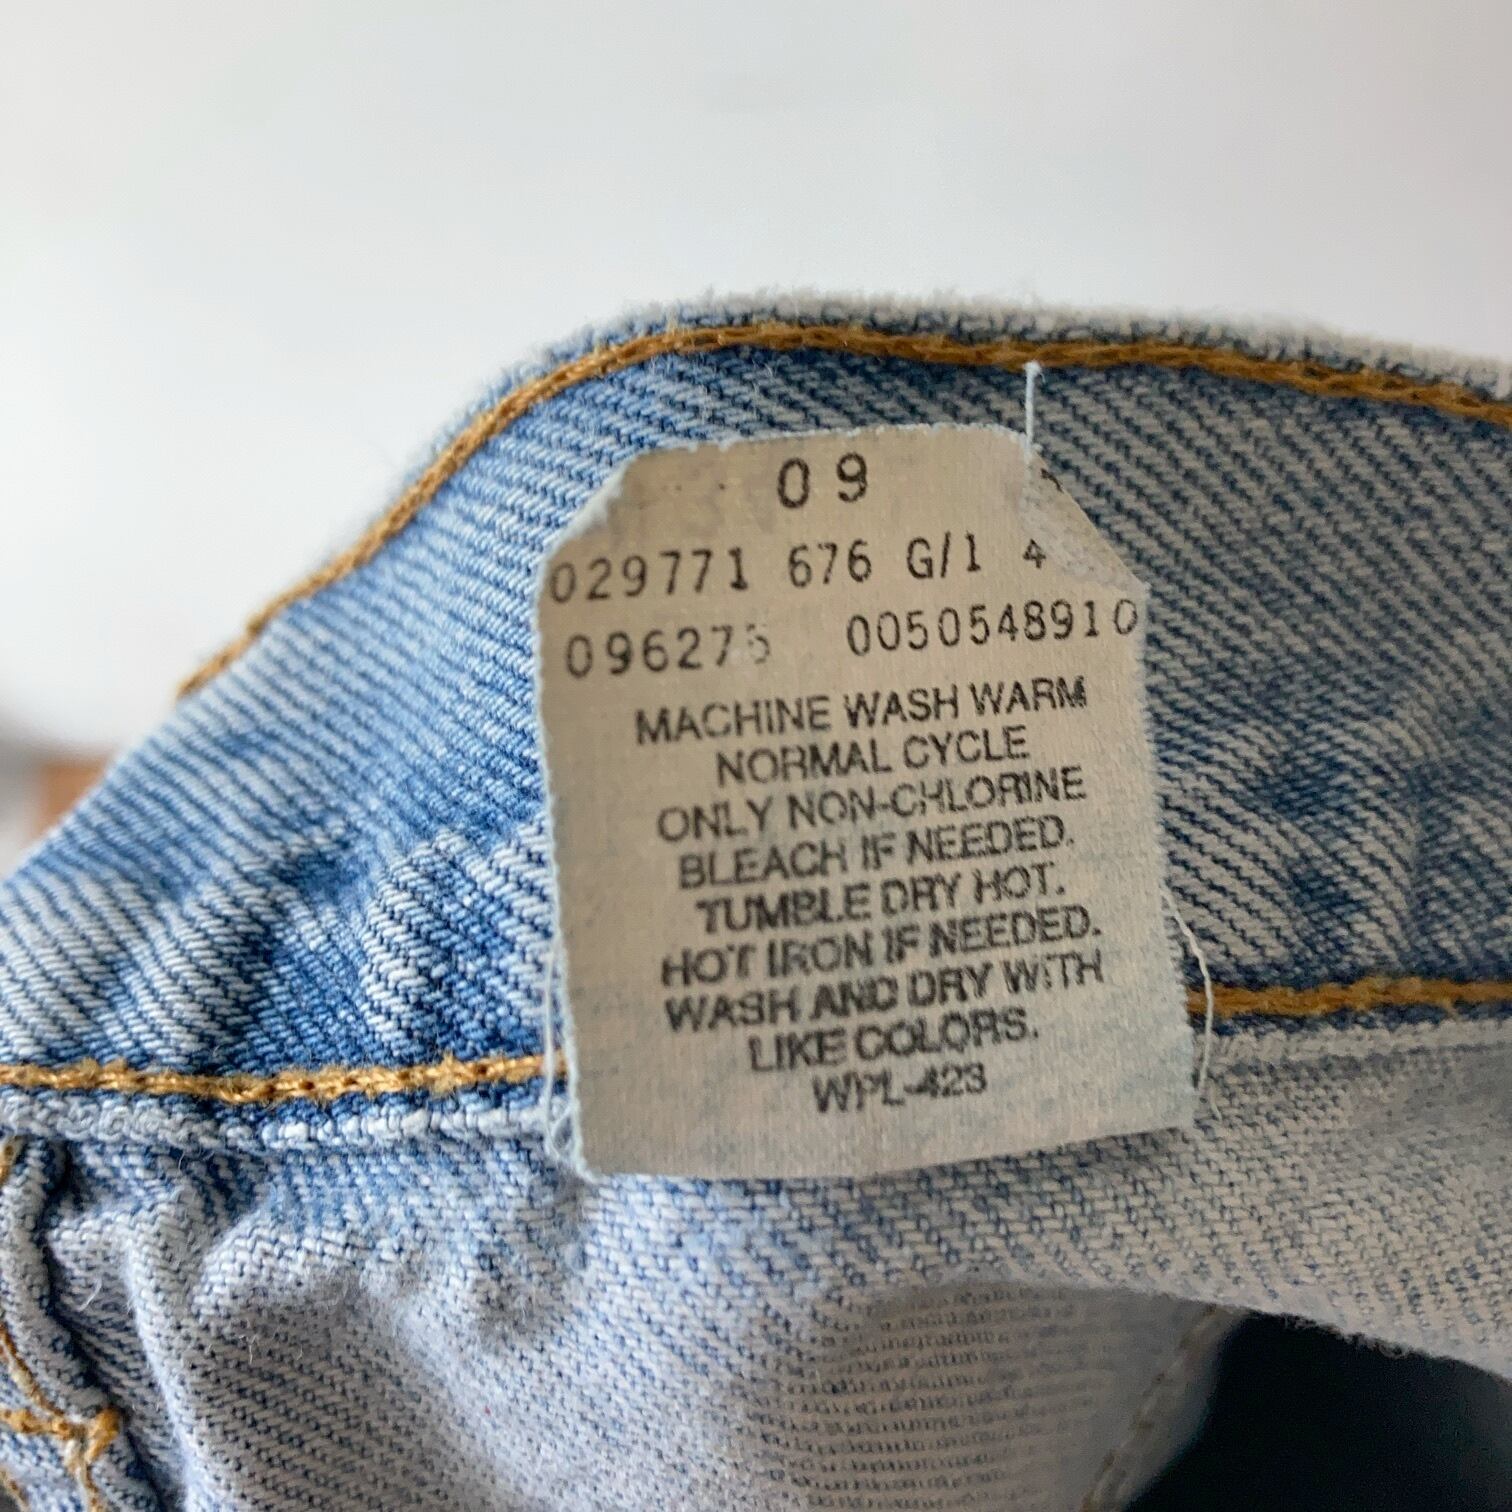 09
029771 676 G/1 4
096275 0050548910
MACHINE WASH WARM
NORMAL CYCLE
ONLY NON-CHLORINE
BLEACH IF NEEDED.
TUMBLE DRY HOT.
HOT IRON IF NEEDED.
WASH AND DRY WITH
LIKE COLORS.
WPL-423